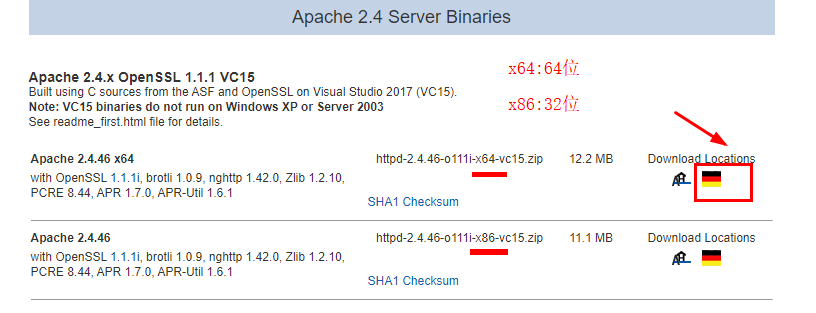 Apache 2.4 Server Binaries
Apache 2.4.x OpenSSL 1.1.1 VC15
x64:64位
Built using C sources from the ASF and OpenSSL on Visual Studio 2017 (VC15).
Note: VC15 binaries do not run on Windows XP or Server 2003
x86:32位
See readme_first.html file for details.
Apache 2.4.46 x64 httpd-2.4.46-o111i-x64-vc15.zip 12.2 MB Download Locations
with OpenSSL 1.1.1i, brotli 1.0.9, nghttp 1.42.0, Zlib 1.2.10,
PCRE 8.44, APR 1.7.0, APR-Util 1.6.1
SHA1 Checksum
Apache 2.4.46 httpd-2.4.46-o111i-x86-vc15.zip 11.1 MB Download Locations
with OpenSSL 1.1.1i, brotli 1.0.9, nghttp 1.42.0, Zlib 1.2.10,
PCRE 8.44, APR 1.7.0, APR-Util 1.6.1
SHA1 Checksum